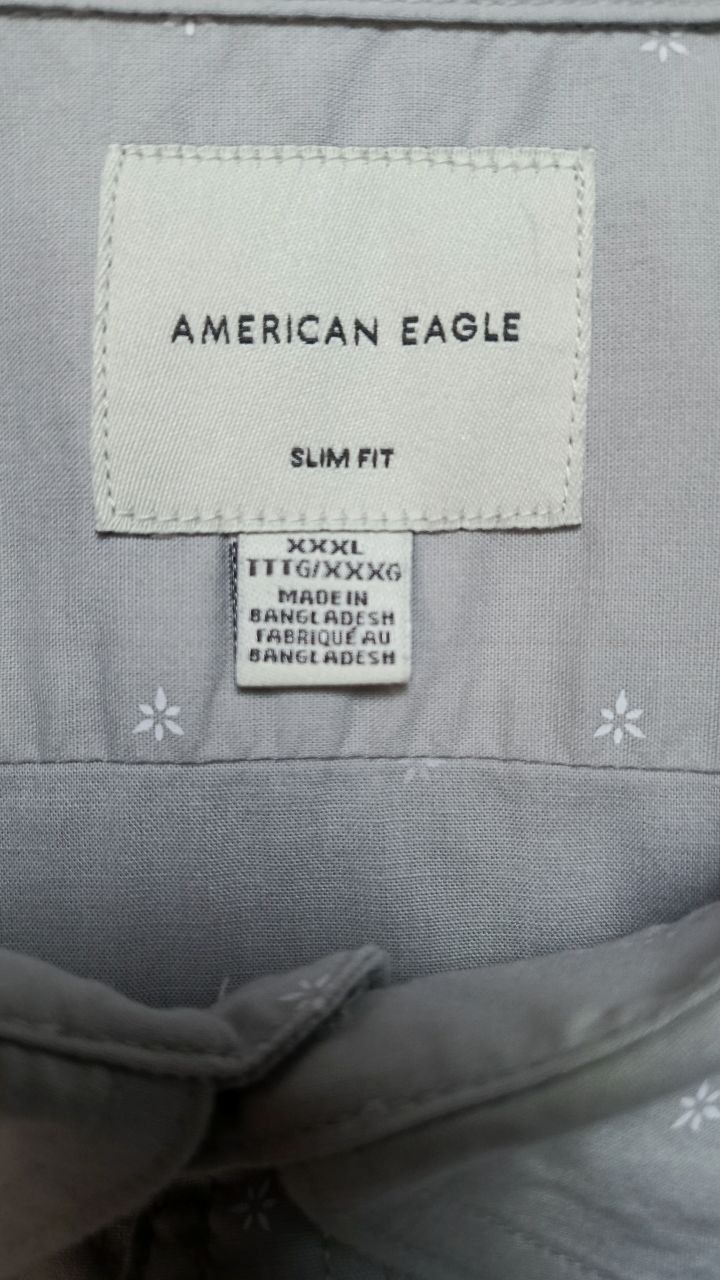 AMERICAN EAGLE
SLIM FIT
XXXL
TTTG/XXXG
MADE IN
BANGLADESH
FABRIQUÉ AU
BANGLADESH